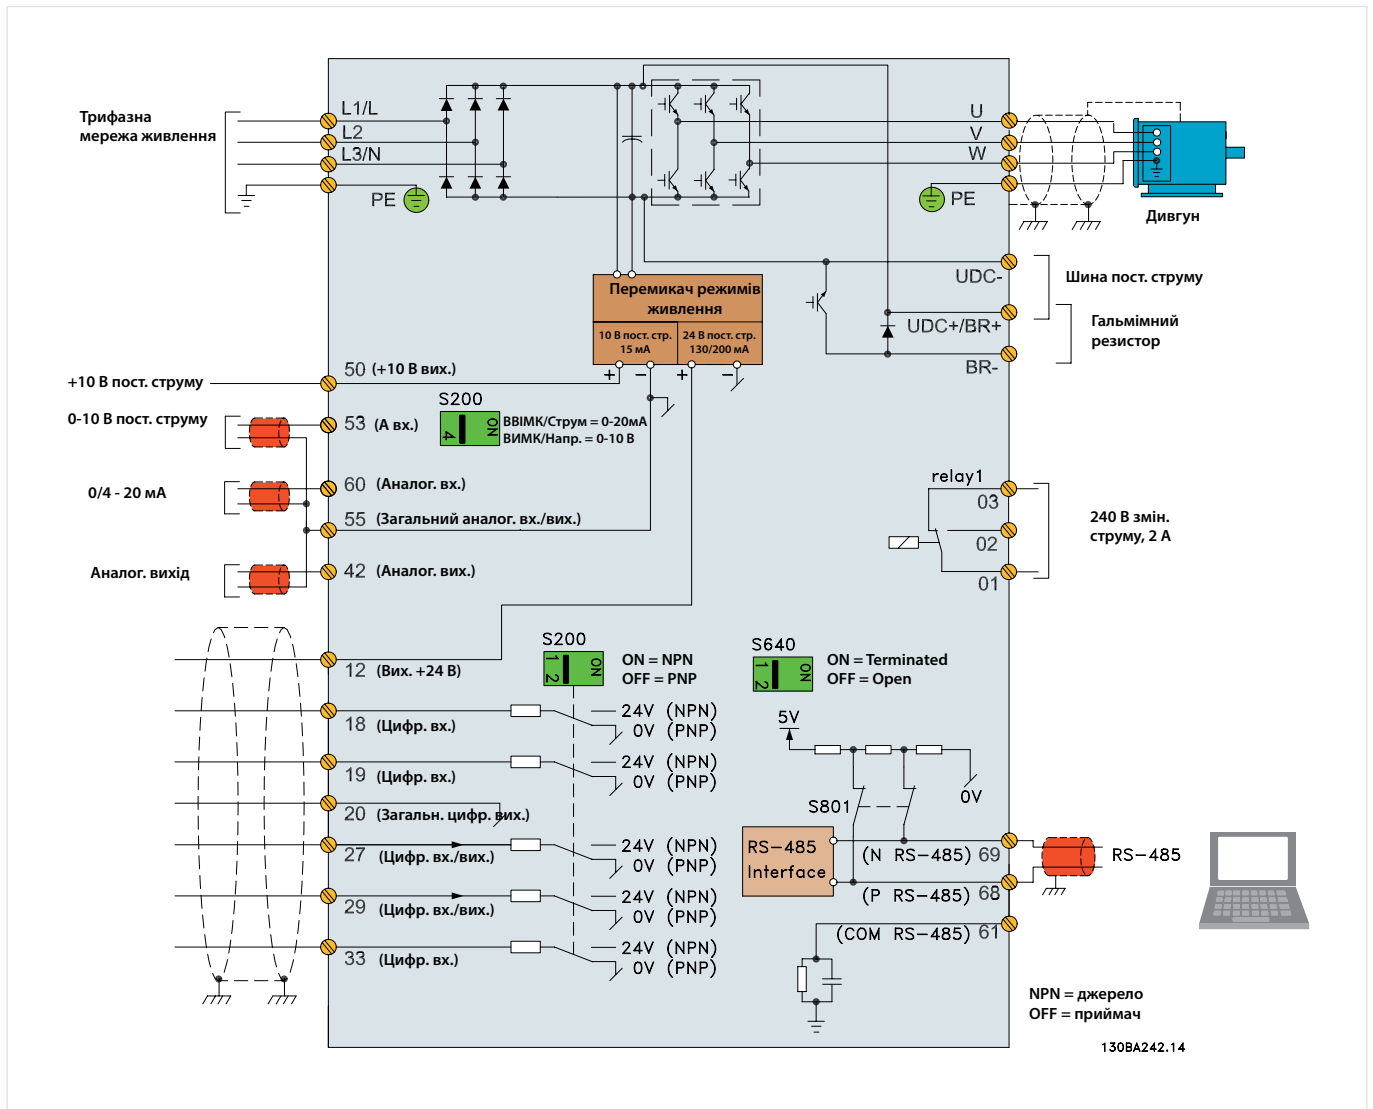 Трифазна
мережа живлення
L1/L
L2
L3/N
PE
U
V
W
PE
Дивгун
UDC-
Шина пост. струму
UDC+/BR+
Гальмімний
резистор
BR-
Перемикач режимів
живлення
10 В пост. стр.
15 мА
24 В пост. стр.
130/200 мА
+ − + −
+10 В пост. струму
50 (+10 В вих.)
0-10 В пост. струму
53 (А вх.)
S200
ON
4
ВВІМК/Струм = 0-20мА
ВИМК/Напр. = 0-10 В
0/4 - 20 мА
60 (Аналог. вх.)
55 (Загальний аналог. вх./вих.)
Аналог. вихід
42 (Аналог. вих.)
relay1
03
02
01
240 В змін.
струму, 2 А
12 (Вих. +24 В)
S200
1 2
ON
ON = NPN
OFF = PNP
S640
1 2
ON
ON = Terminated
OFF = Open
18 (Цифр. вх.)
24V (NPN)
0V (PNP)
19 (Цифр. вх.)
24V (NPN)
0V (PNP)
20 (Загальн. цифр. вих.)
27 (Цифр. вх./вих.)
24V (NPN)
0V (PNP)
29 (Цифр. вх./вих.)
24V (NPN)
0V (PNP)
33 (Цифр. вх.)
24V (NPN)
0V (PNP)
5V
0V
S801
RS-485
Interface
(N RS-485) 69
(P RS-485) 68
(COM RS-485) 61
RS-485
NPN = джерело
OFF = приймач
130BA242.14